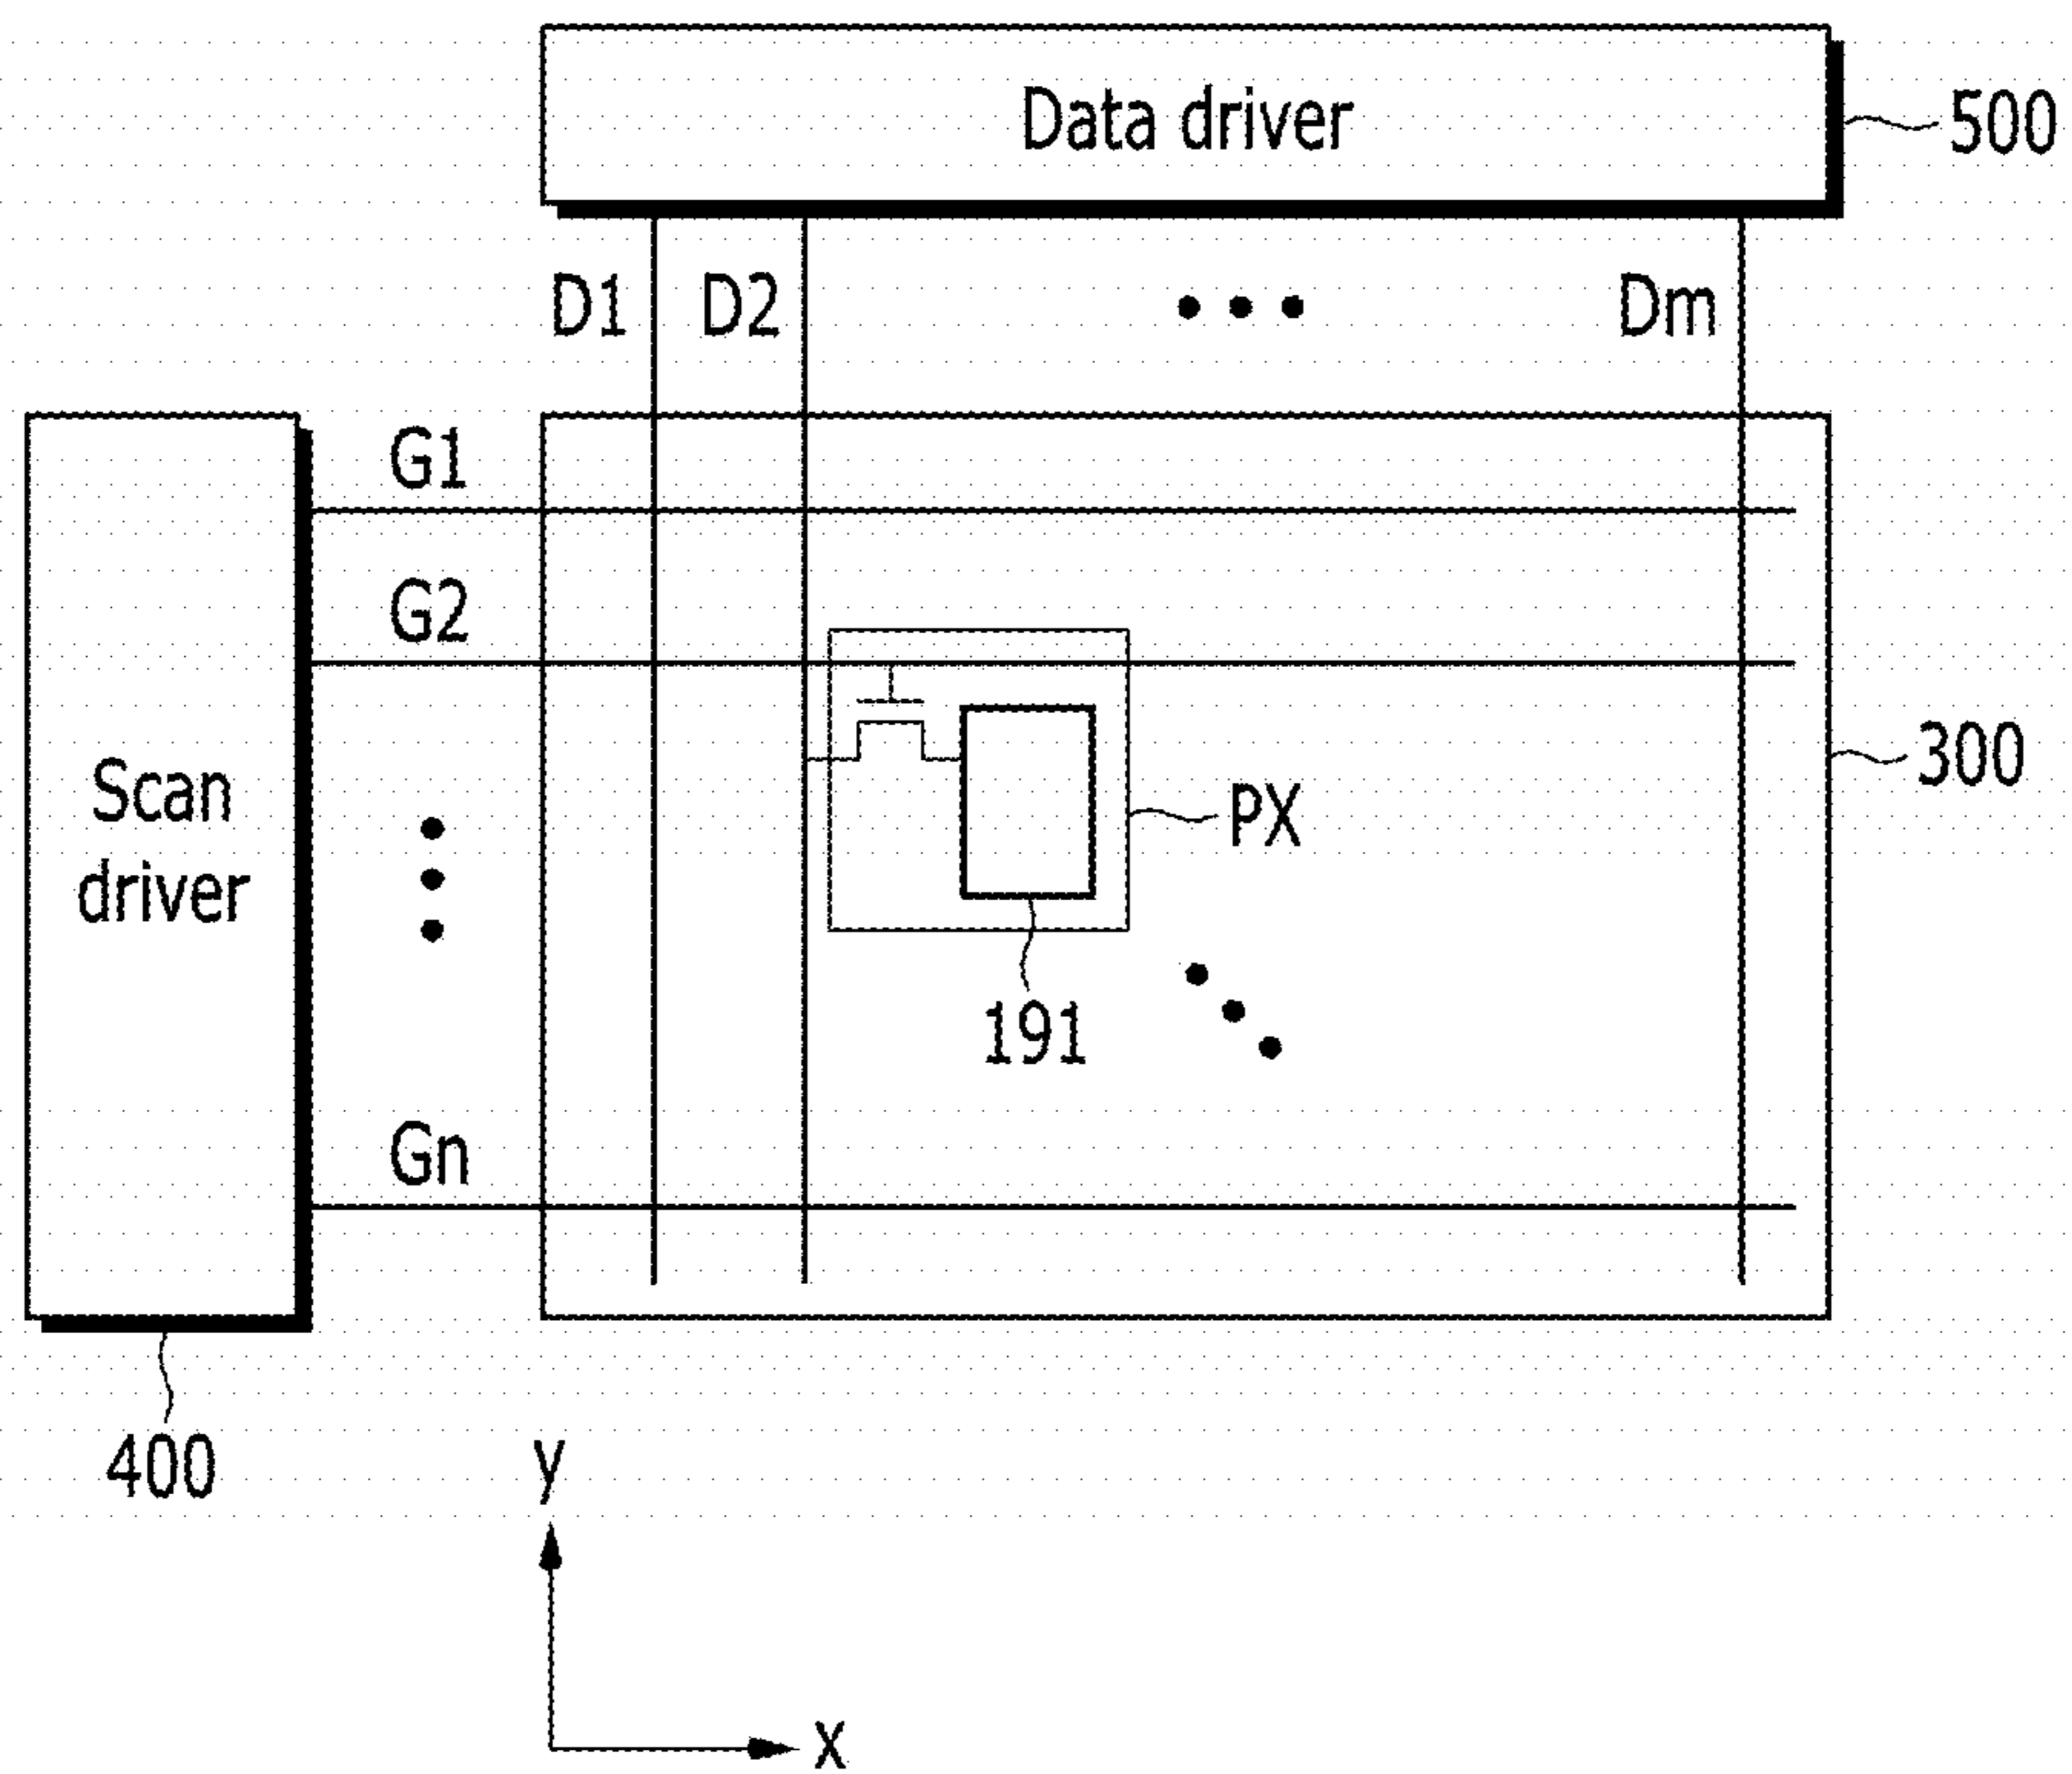 Data driver
500
D1
D2
Dm
G1
G2
Scan
driver
300
PX
191
Gn
400
y
x